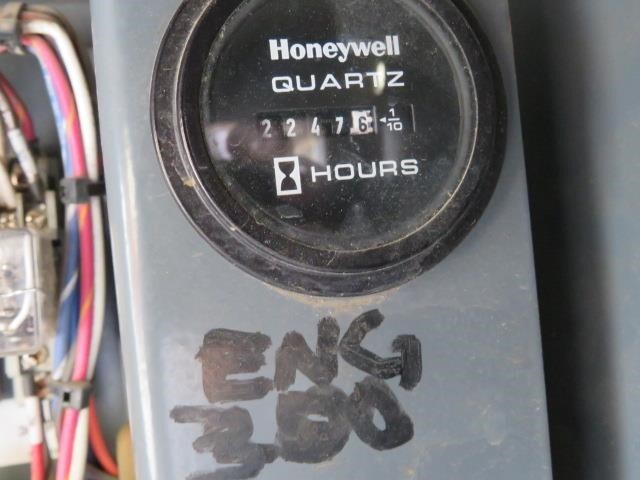 Honeywell
QUARTZ
22476 ◄1/10
HOURS
ENG
300